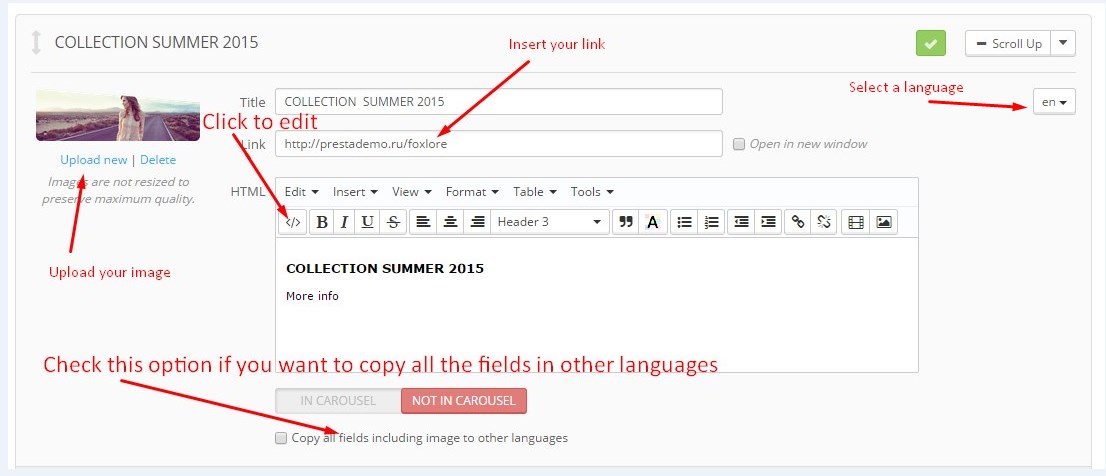 COLLECTION SUMMER 2015
Insert your link
Scroll Up
Select a language
Title
COLLECTION SUMMER 2015
en
Click to edit
Link
http://prestademo.ru/foxlore
Open in new window
Upload new | Delete
Images are not resized to
preserve maximum quality.
HTML
Edit Insert View Format Table Tools
</> B I U S Header 3 A
Upload your image
COLLECTION SUMMER 2015
More info
Check this option if you want to copy all the fields in other languages
IN CAROUSEL NOT IN CAROUSEL
Copy all fields including image to other languages